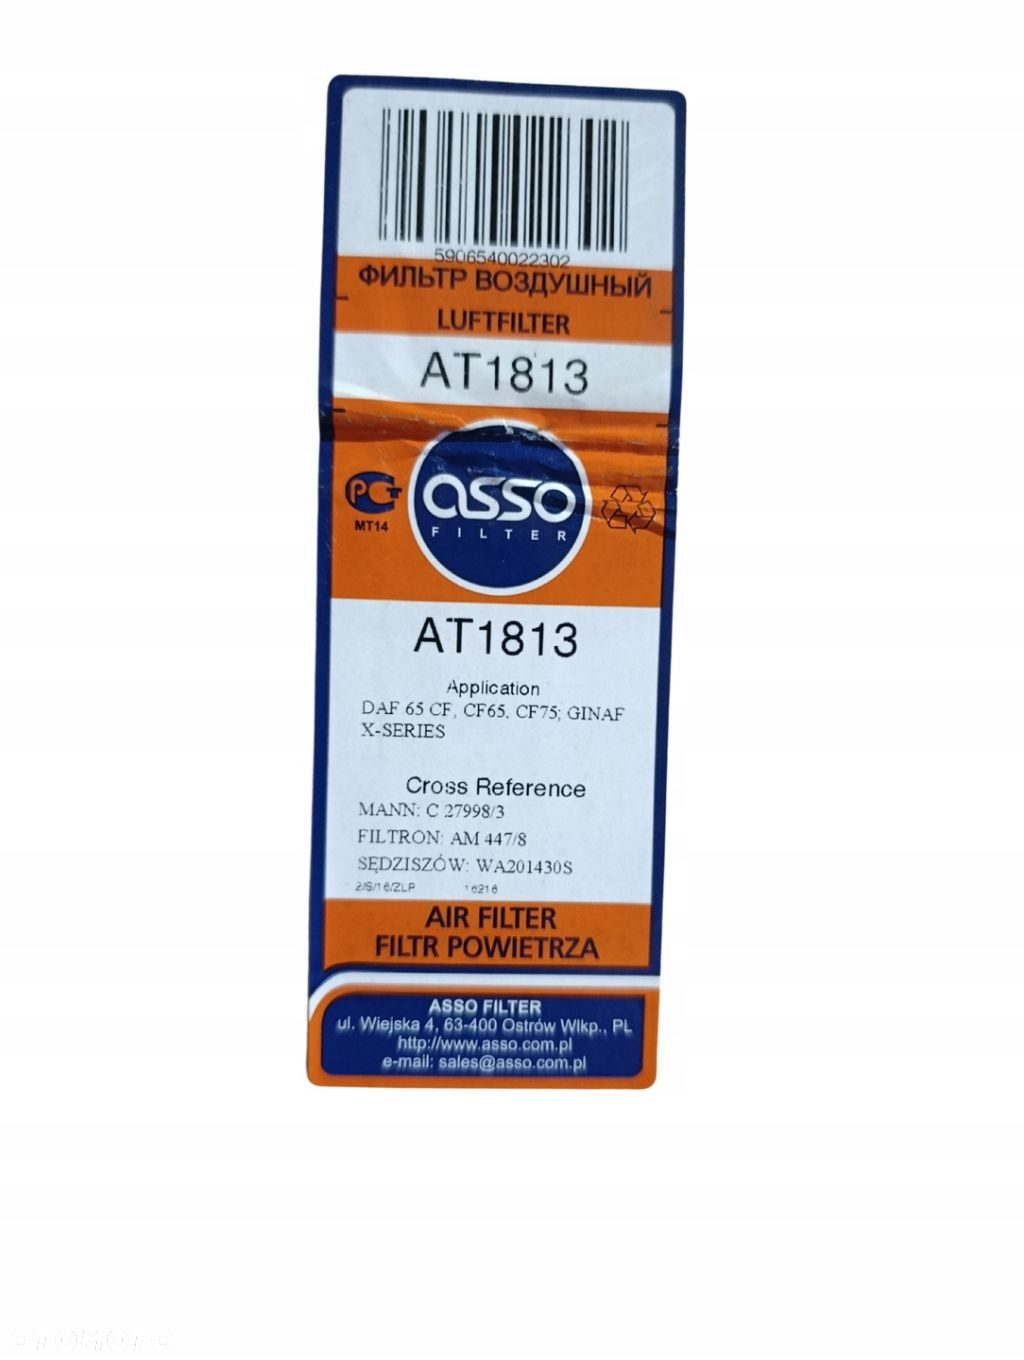 5906540022302
ФИЛЬТР ВОЗДУШНЫЙ
LUFTFILTER
AT1813
РСТ
MT14
asso
FILTER
AT1813
Application
DAF 65 CF, CF65, CF75; GINAF
X-SERIES
Cross Reference
MANN: C 27998/3
FILTRON: AM 447/8
SĘDZISZÓW: WA201430S
2/S/16/ZLP 16216
AIR FILTER
FILTR POWIETRZA
ASSO FILTER
ul. Wiejska 4, 63-400 Ostrów Wlkp., PL
http://www.asso.com.pl
e-mail: sales@asso.com.pl